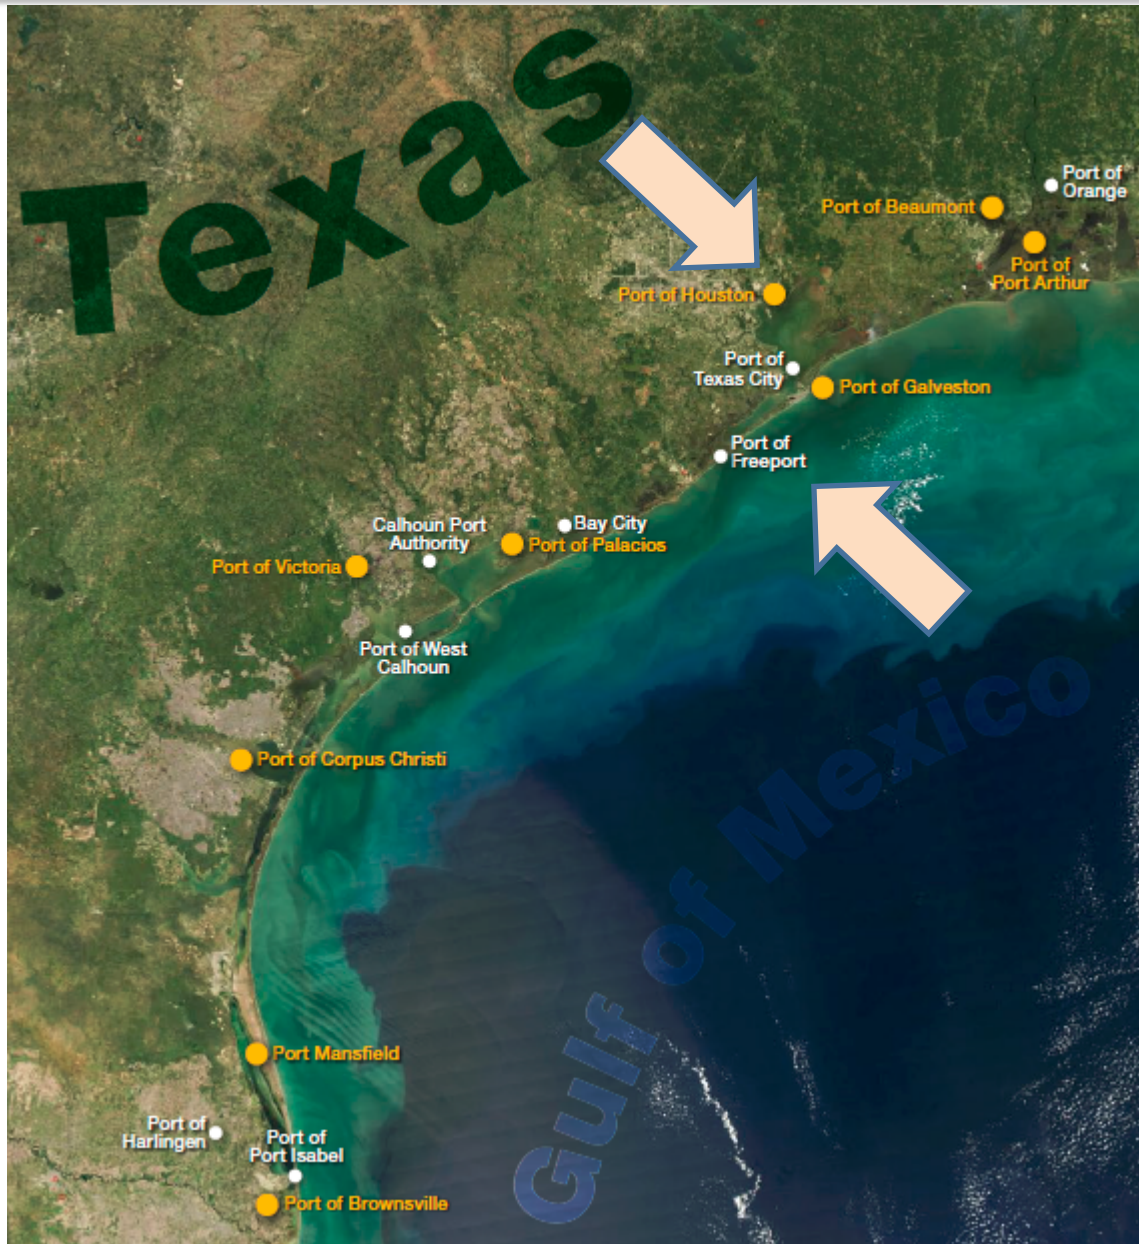 Texas
Port of
Orange
Port of Beaumont
Port of
Port Arthur
Port of Houston
Port of
Texas City
Port of Galveston
Port of
Freeport
Calhoun Port
Authority
Bay City
Port of Palacios
Port of Victoria
Port of West
Calhoun
Port of Corpus Christi
Gulf of Mexico
Port Mansfield
Port of
Harlingen
Port of
Port Isabel
Port of Brownsville